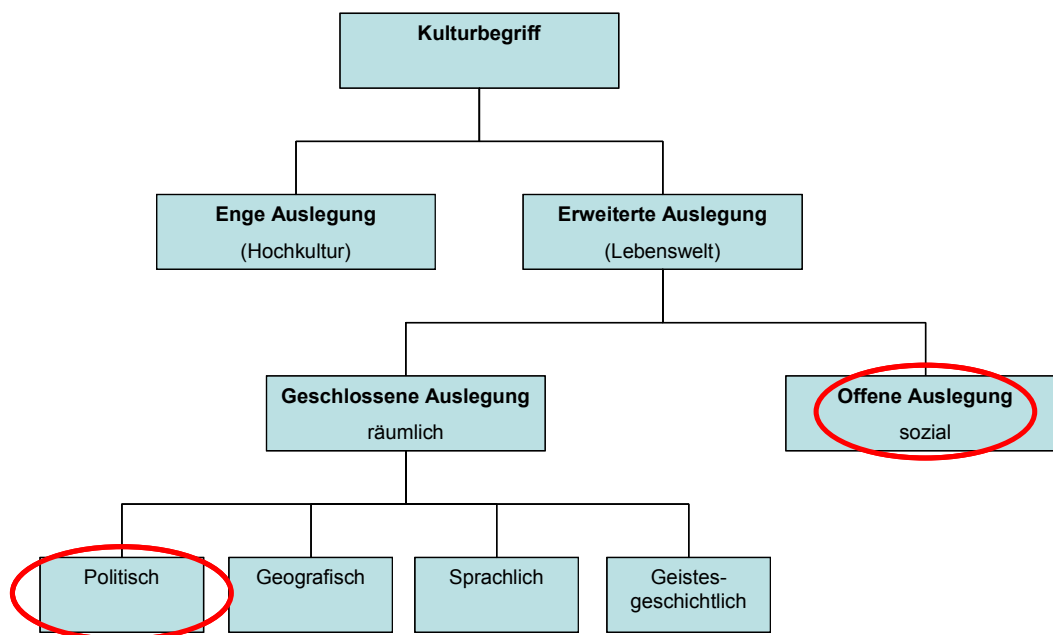 Kulturbegriff
Enge Auslegung
(Hochkultur)
Erweiterte Auslegung
(Lebenswelt)
Geschlossene Auslegung
räumlich
Offene Auslegung
sozial
Politisch
Geografisch
Sprachlich
Geistes-
geschichtlich